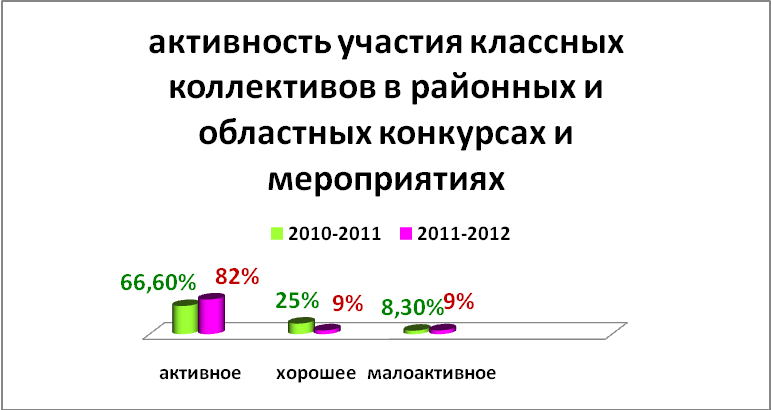 активность участия классных
коллективов в районных и
областных конкурсах и
мероприятиях
2010-2011 2011-2012
66,60% 82% 25% 9% 8,30% 9%
активное хорошее малоактивное